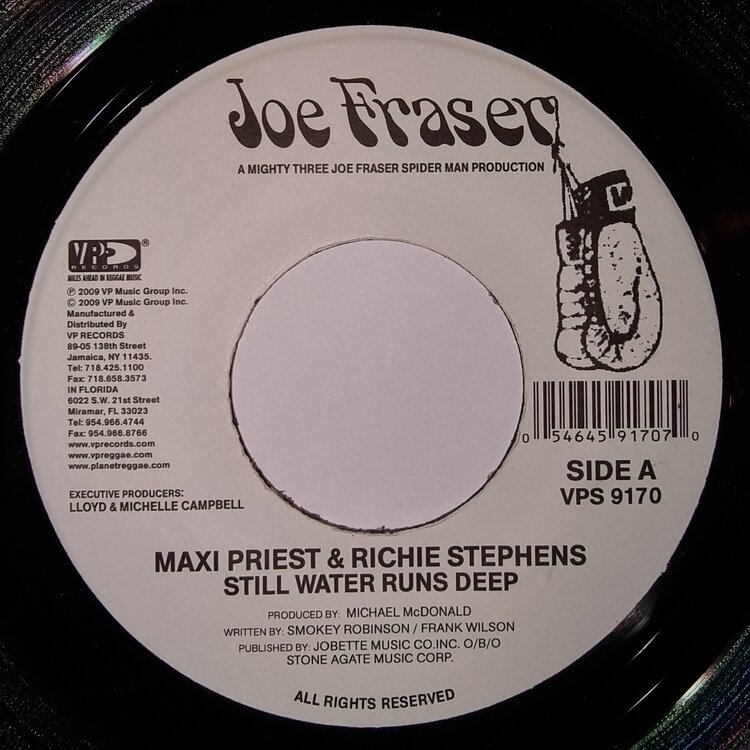 Joe Fraser
A MIGHTY THREE JOE FRASER SPIDER MAN PRODUCTION
VP
RECORDS
®
MILES AHEAD IN REGGAE MUSIC
℗ 2009 VP Music Group Inc.
© 2009 VP Music Group Inc.
Manufactured &
Distributed By
VP RECORDS
89-05 138th Street
Jamaica, NY 11435.
Tel: 718.425.1100
Fax: 718.658.3573
IN FLORIDA
6022 S.W. 21st Street
Miramar, FL 33023
Tel: 954.966.4744
Fax: 954.966.8766
www.vprecords.com
www.vpreggae.com
www.planetreggae.com
EXECUTIVE PRODUCERS:
LLOYD & MICHELLE CAMPBELL
0 54645 91707 0
SIDE A
VPS 9170
MAXI PRIEST & RICHIE STEPHENS
STILL WATER RUNS DEEP
PRODUCED BY: MICHAEL McDONALD
WRITTEN BY: SMOKEY ROBINSON / FRANK WILSON
PUBLISHED BY: JOBETTE MUSIC CO.INC. O/B/O
STONE AGATE MUSIC CORP.
ALL RIGHTS RESERVED